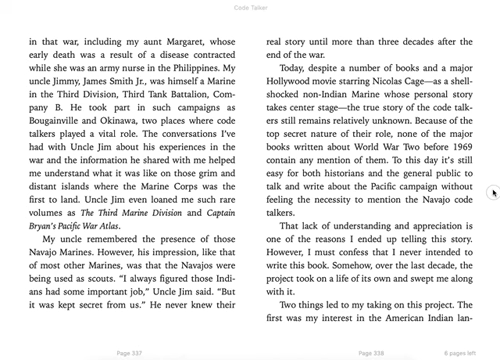 Code Talker
in that war, including my aunt Margaret, whose
early death was a result of a disease contracted
while she was an army nurse in the Philippines. My
uncle Jimmy, James Smith Jr., was himself a Marine
in the Third Division, Third Tank Battalion, Com-
pany B. He took part in such campaigns as
Bougainville and Okinawa, two places where code
talkers played a vital role. The conversations I've
had with Uncle Jim about his experiences in the
war and the information he shared with me helped
me understand what it was like on those grim and
distant islands where the Marine Corps was the
first to land. Uncle Jim even loaned me such rare
volumes as The Third Marine Division and Captain
Bryan's Pacific War Atlas.
My uncle remembered the presence of those
Navajo Marines. However, his impression, like that
of most other Marines, was that the Navajos were
being used as scouts. “I always figured those Indi-
ans had some important job,” Uncle Jim said. “But
it was kept secret from us.” He never knew their
real story until more than three decades after the
end of the war.
Today, despite a number of books and a major
Hollywood movie starring Nicolas Cage—as a shell-
shocked non-Indian Marine whose personal story
takes center stage—the true story of the code talk-
ers still remains relatively unknown. Because of the
top secret nature of their role, none of the major
books written about World War Two before 1969
contain any mention of them. To this day it's still
easy for both historians and the general public to
talk and write about the Pacific campaign without
feeling the necessity to mention the Navajo code
talkers.
That lack of understanding and appreciation is
one of the reasons I ended up telling this story.
However, I must confess that I never intended to
write this book. Somehow, over the last decade, the
project took on a life of its own and swept me along
with it.
Two things led to my taking on this project. The
first was my interest in the American Indian lan-
Page 337
Page 338
6 pages left